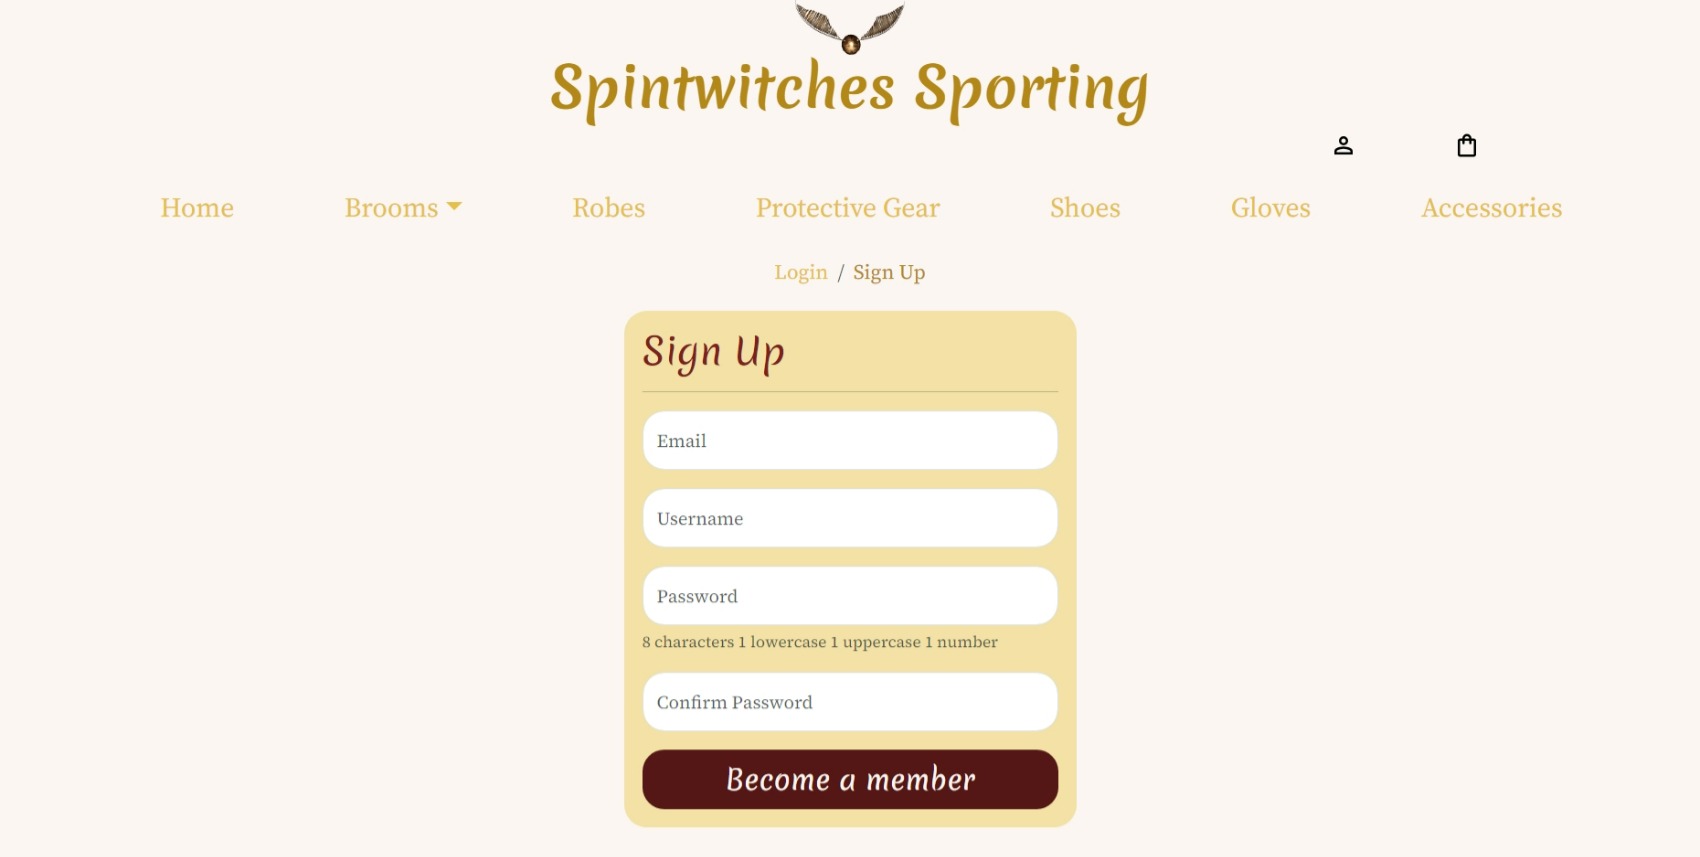 Spintwitches Sporting
Home Brooms Robes Protective Gear Shoes Gloves Accessories
Login / Sign Up
Sign Up
Email
Username
Password
8 characters 1 lowercase 1 uppercase 1 number
Confirm Password
Become a member